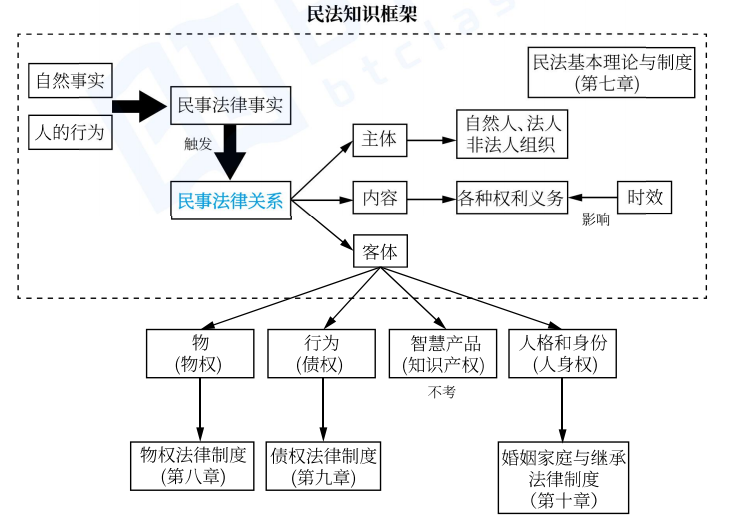 民法知识框架
自然事实
人的行为
民事法律事实
触发
民事法律关系
民法基本理论与制度
(第七章)
主体
自然人、法人
非法人组织
内容
各种权利义务
时效
影响
客体
物
(物权)
行为
(债权)
智慧产品
(知识产权)
不考
人格和身份
(人身权)
物权法律制度
(第八章)
债权法律制度
(第九章)
婚姻家庭与继承
法律制度
（第十章）
btclas